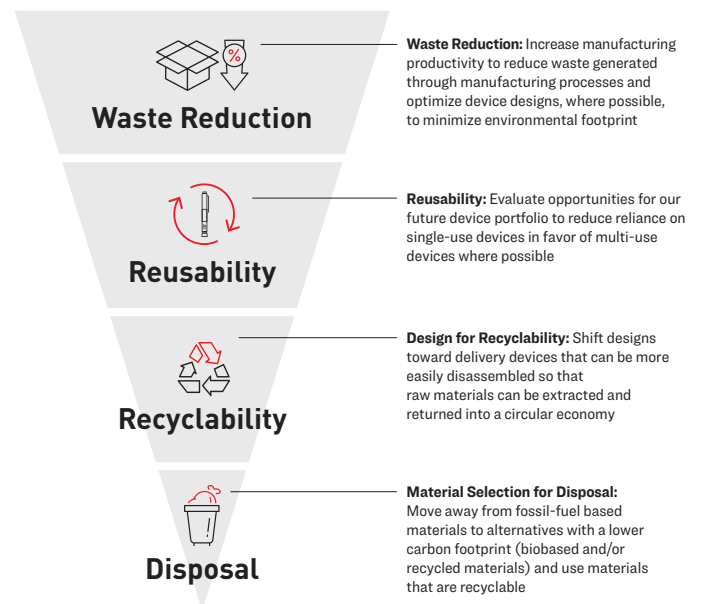 %
Waste Reduction
Waste Reduction: Increase manufacturing
productivity to reduce waste generated
through manufacturing processes and
optimize device designs, where possible,
to minimize environmental footprint
Reusability
Reusability: Evaluate opportunities for our
future device portfolio to reduce reliance on
single-use devices in favor of multi-use
devices where possible
Recyclability
Design for Recyclability: Shift designs
toward delivery devices that can be more
easily disassembled so that
raw materials can be extracted and
returned into a circular economy
Disposal
Material Selection for Disposal:
Move away from fossil-fuel based
materials to alternatives with a lower
carbon footprint (biobased and/or
recycled materials) and use materials
that are recyclable